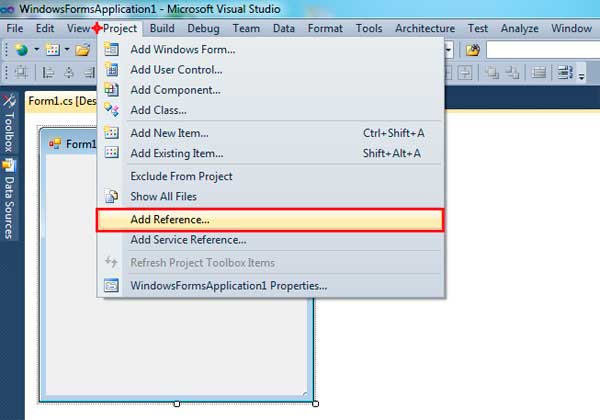 WindowsFormsApplication1 - Microsoft Visual Studio
File Edit View Project Build Debug Team Data Format Tools Test Analyze Window
Form1.cs [Des
Toolbox
Data Sources
Form1
Add Windows Form...
Add User Control...
Add Component...
Add Class...
Add New Item... Ctrl+Shift+A
Add Existing Item... Shift+Alt+A
Exclude From Project
Show All Files
Add Reference...
Add Service Reference...
Refresh Project Toolbox Items
WindowsFormsApplication1 Properties...